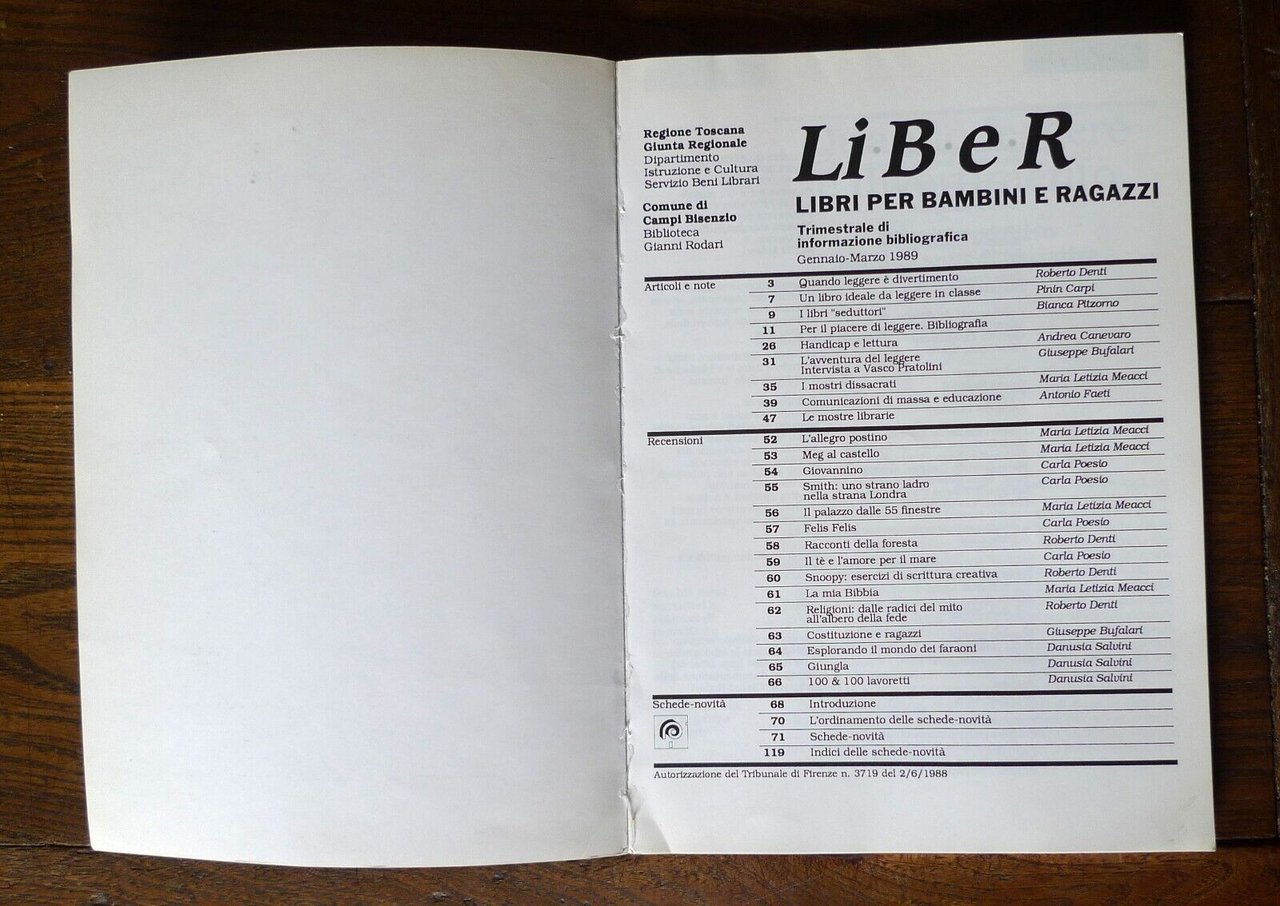 Regione Toscana
Giunta Regionale
Dipartimento
Istruzione e Cultura
Servizio Beni Librari
Comune di
Campi Bisenzio
Biblioteca
Gianni Rodari
LiBeR
LIBRI PER BAMBINI E RAGAZZI
Trimestrale di
informazione bibliografica
Gennaio-Marzo 1989
Articoli e note
3 Quando leggere è divertimento Roberto Denti
7 Un libro ideale da leggere in classe Pinin Carpi
9 I libri "seduttori" Bianca Pitzorno
11 Per il piacere di leggere. Bibliografia
26 Handicap e lettura Andrea Canevaro
31 L'avventura del leggere Giuseppe Bufalari
Intervista a Vasco Pratolini
35 I mostri dissacrati Maria Letizia Meacci
39 Comunicazioni di massa e educazione Antonio Faeti
47 Le mostre librarie
Recensioni
52 L'allegro postino Maria Letizia Meacci
53 Meg al castello Maria Letizia Meacci
54 Giovannino Carla Poesio
55 Smith: uno strano ladro Carla Poesio
nella strana Londra
56 Il palazzo dalle 55 finestre Maria Letizia Meacci
57 Felis Felis Carla Poesio
58 Racconti della foresta Roberto Denti
59 Il tè e l'amore per il mare Carla Poesio
60 Snoopy: esercizi di scrittura creativa Roberto Denti
61 La mia Bibbia Maria Letizia Meacci
62 Religioni: dalle radici del mito Roberto Denti
all'albero della fede
63 Costituzione e ragazzi Giuseppe Bufalari
64 Esplorando il mondo dei faraoni Danusia Salvini
65 Giungla Danusia Salvini
66 100 & 100 lavoretti Danusia Salvini
Schede-novità
68 Introduzione
70 L'ordinamento delle schede-novità
71 Schede-novità
119 Indici delle schede-novità
Autorizzazione del Tribunale di Firenze n. 3719 del 2/6/1988